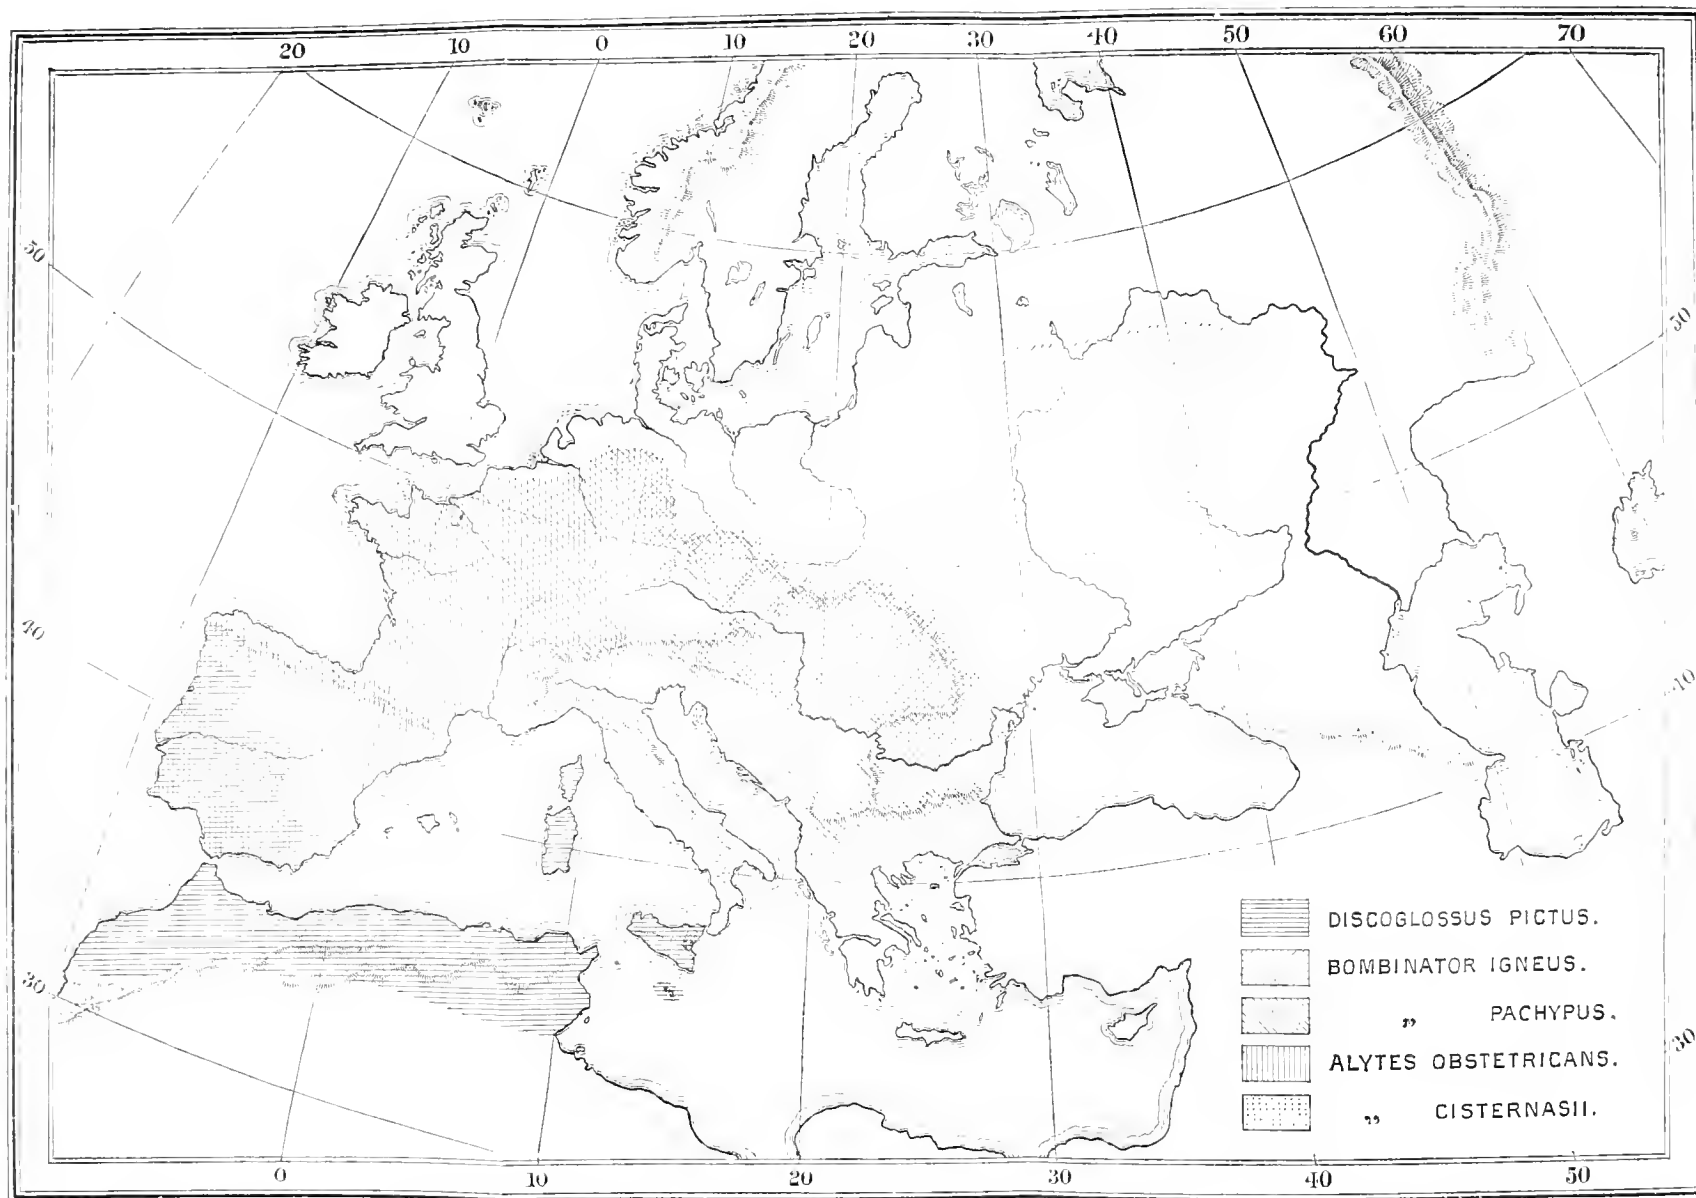 20 10 0 10 20 30 40 50 60 70
50
50
40
40
30
30
DISCOGLOSSUS PICTUS.
BOMBINATOR IGNEUS.
„ PACHYPUS.
ALYTES OBSTETRICANS.
„ CISTERNASII.
0 10 20 30 40 50